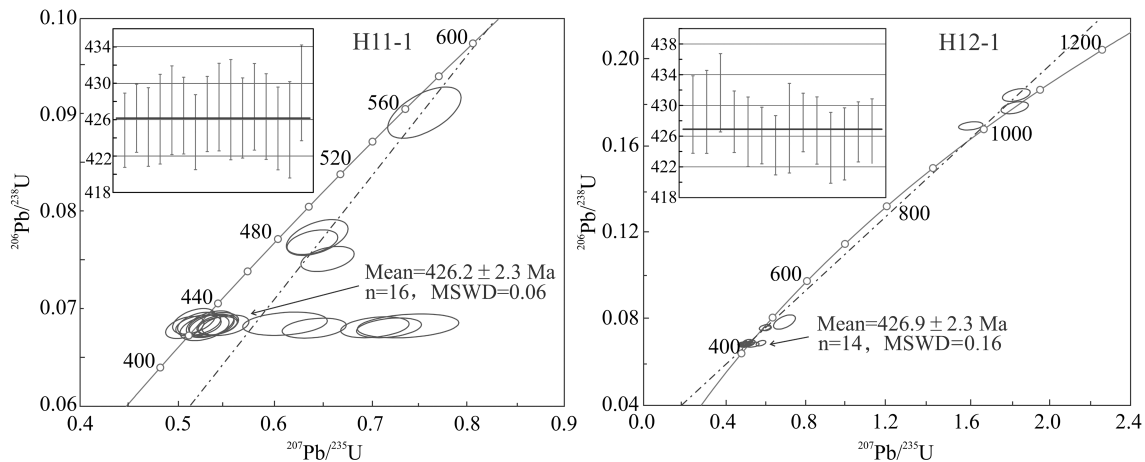 H11-1
434
430
426
422
418
0.10
0.09
0.08
0.07
0.06
²⁰⁶Pb/²³⁸U
600
560
520
480
440
400
Mean=426.2 ± 2.3 Ma
n=16, MSWD=0.06
0.4 0.5 0.6 0.7 0.8 0.9
²⁰⁷Pb/²³⁵U
H12-1
438
434
430
426
422
418
0.20
0.16
0.12
0.08
0.04
²⁰⁶Pb/²³⁸U
1200
1000
800
600
400
Mean=426.9 ± 2.3 Ma
n=14, MSWD=0.16
0.0 0.4 0.8 1.2 1.6 2.0 2.4
²⁰⁷Pb/²³⁵U